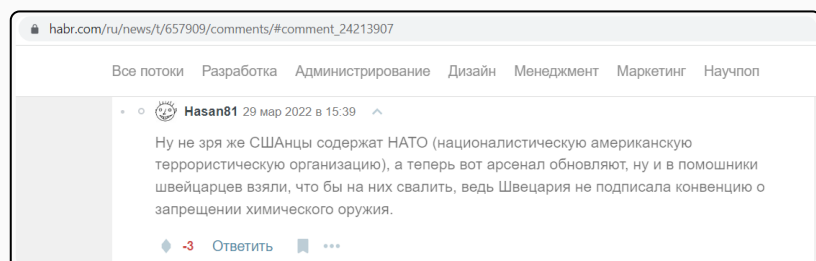 habr.com/ru/news/t/657909/comments/#comment_24213907
Все потоки Разработка Администрирование Дизайн Менеджмент Маркетинг Научпоп
Hasan81 29 мар 2022 в 15:39
Ну не зря же СШАнцы содержат НАТО (националистическую американскую
террористическую организацию), а теперь вот арсенал обновляют, ну и в помошники
швейцарцев взяли, что бы на них свалить, ведь Швецария не подписала конвенцию о
запрещении химического оружия.
-3 Ответить